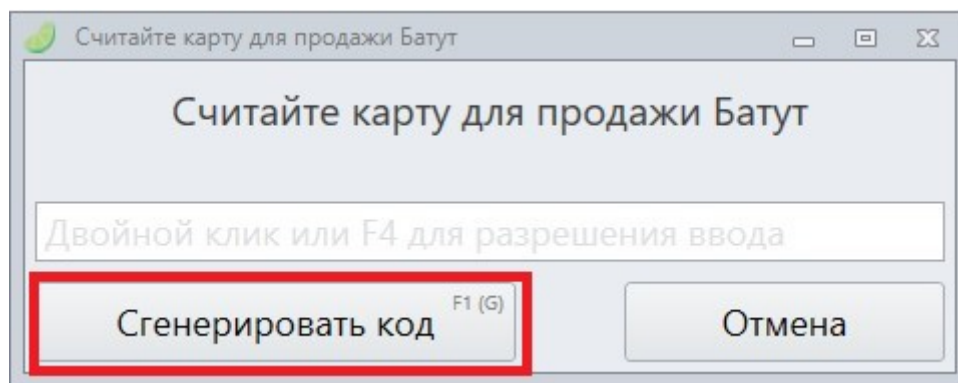 Считайте карту для продажи Батут
Считайте карту для продажи Батут
Двойной клик или F4 для разрешения ввода
Сгенерировать код F1 (G)
Отмена